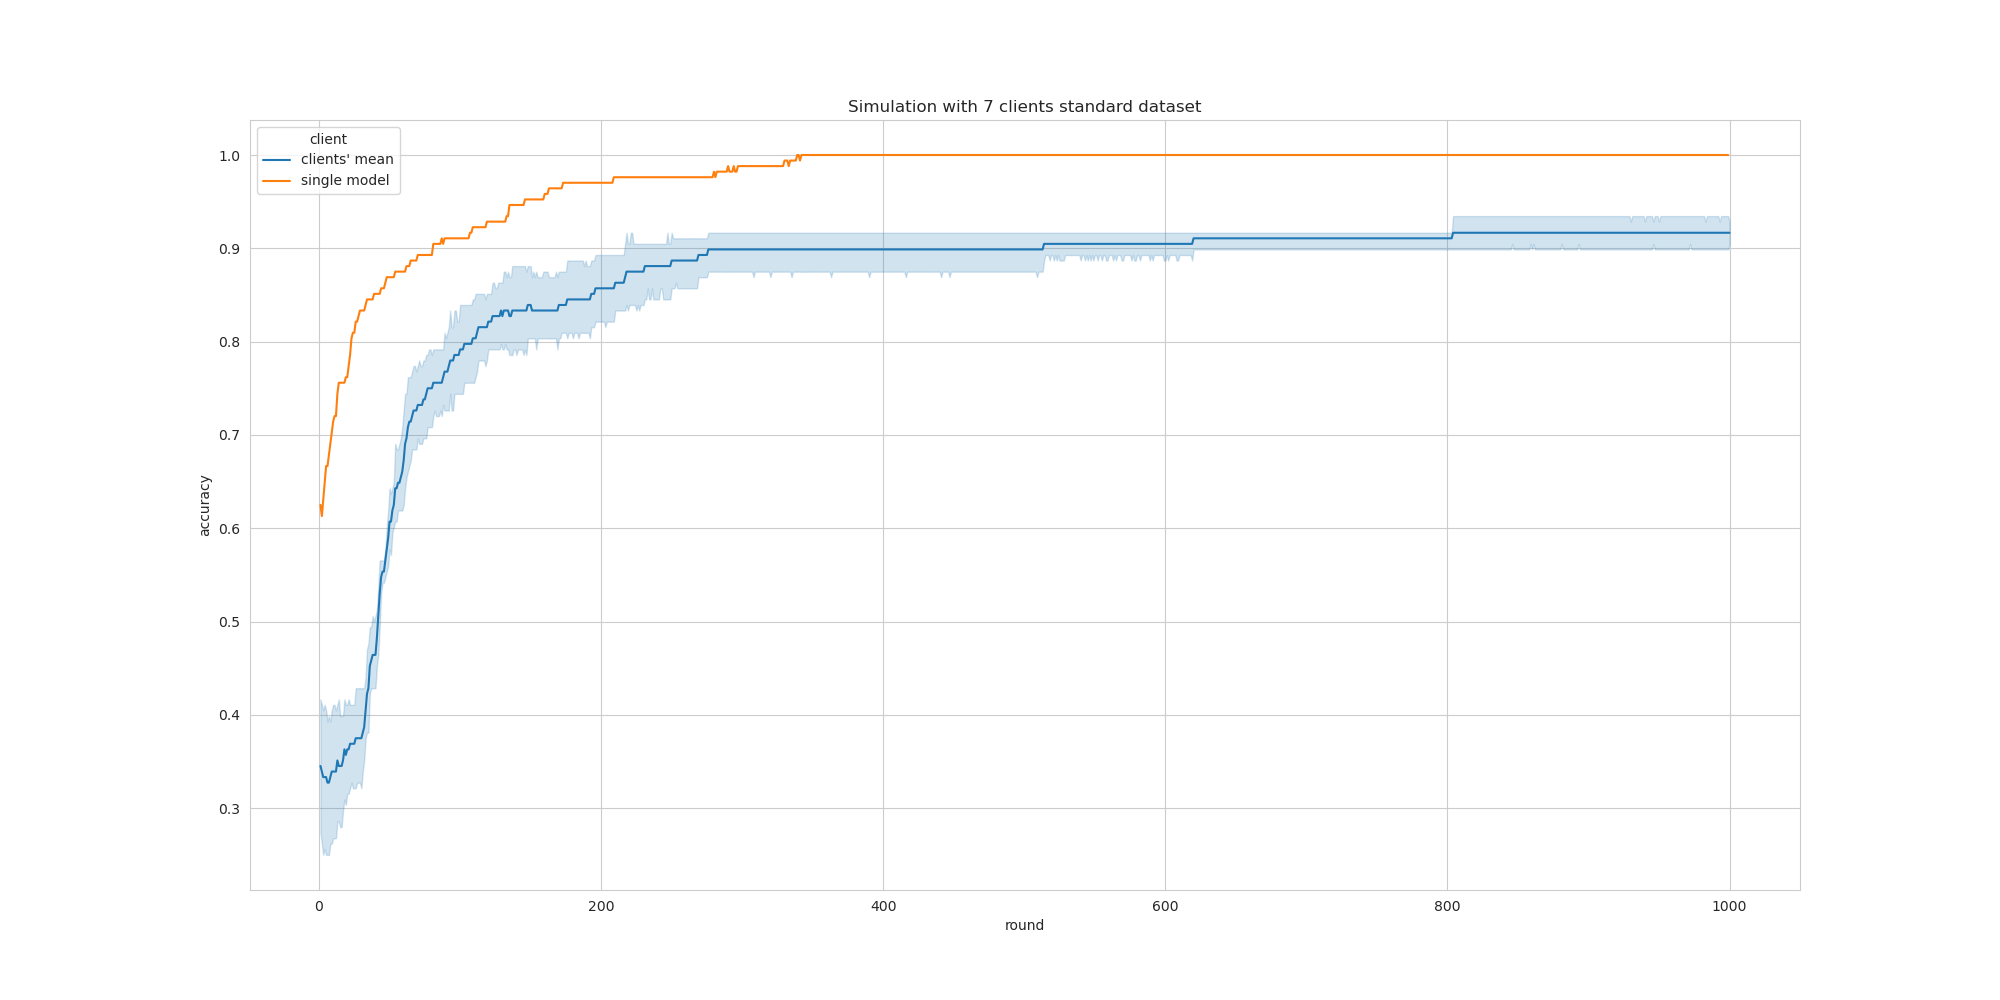 Simulation with 7 clients standard dataset
client
clients' mean
single model
accuracy
1.0
0.9
0.8
0.7
0.6
0.5
0.4
0.3
0 200 400 600 800 1000
round